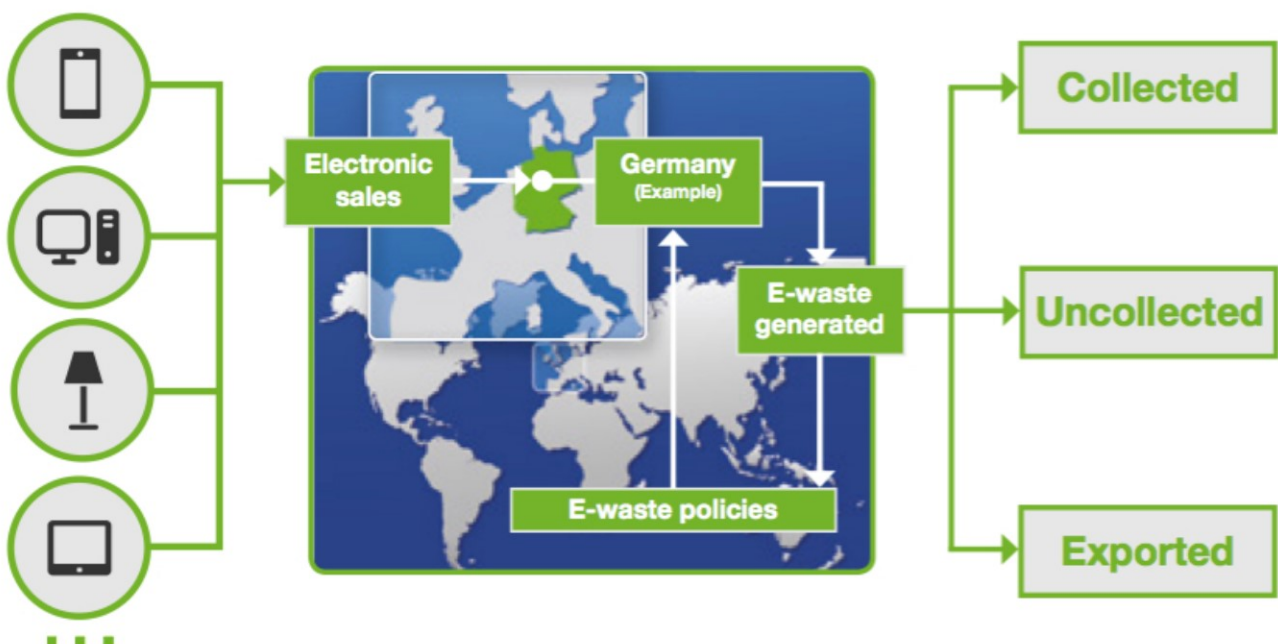 Electronic
sales
Germany
(Example)
E-waste
generated
E-waste policies
Collected
Uncollected
Exported